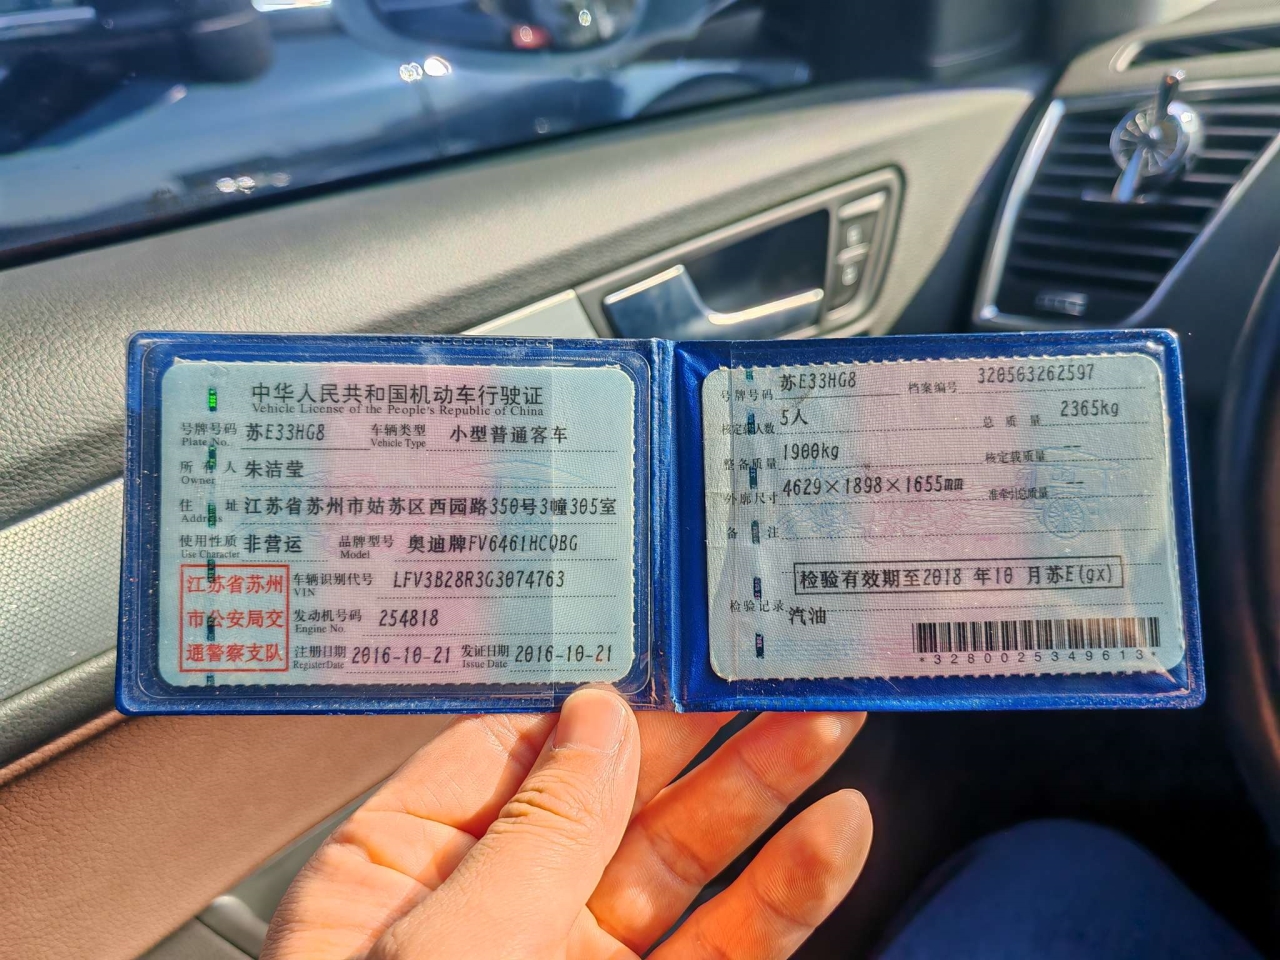 中华人民共和国机动车行驶证
Vehicle License of the People's Republic of China
号牌号码 苏E33HG8 车辆类型 小型普通客车
Plate No. Vehicle Type
所有人 朱洁莹
Owner
住址 江苏省苏州市姑苏区西园路350号3幢305室
Address
使用性质 非营运 品牌型号 奥迪牌FV6461HCQBG
Use Character Model
江苏省苏州
市公安局交
通警察支队
车辆识别代号 LFV3B28R3G3074763
VIN
发动机号码 254818
Engine No.
注册日期 2016-10-21 发证日期 2016-10-21
Register Date Issue Date
号牌号码 苏E33HG8 档案编号 320503262597
核定载人数 5人 总质量 2365kg
整备质量 1900kg 核定载质量 --
外廓尺寸 4629×1898×1655mm 准牵引总质量 --
备注
检验有效期至2018 年10 月苏E(gx)
检验记录 汽油
*3280025349613*